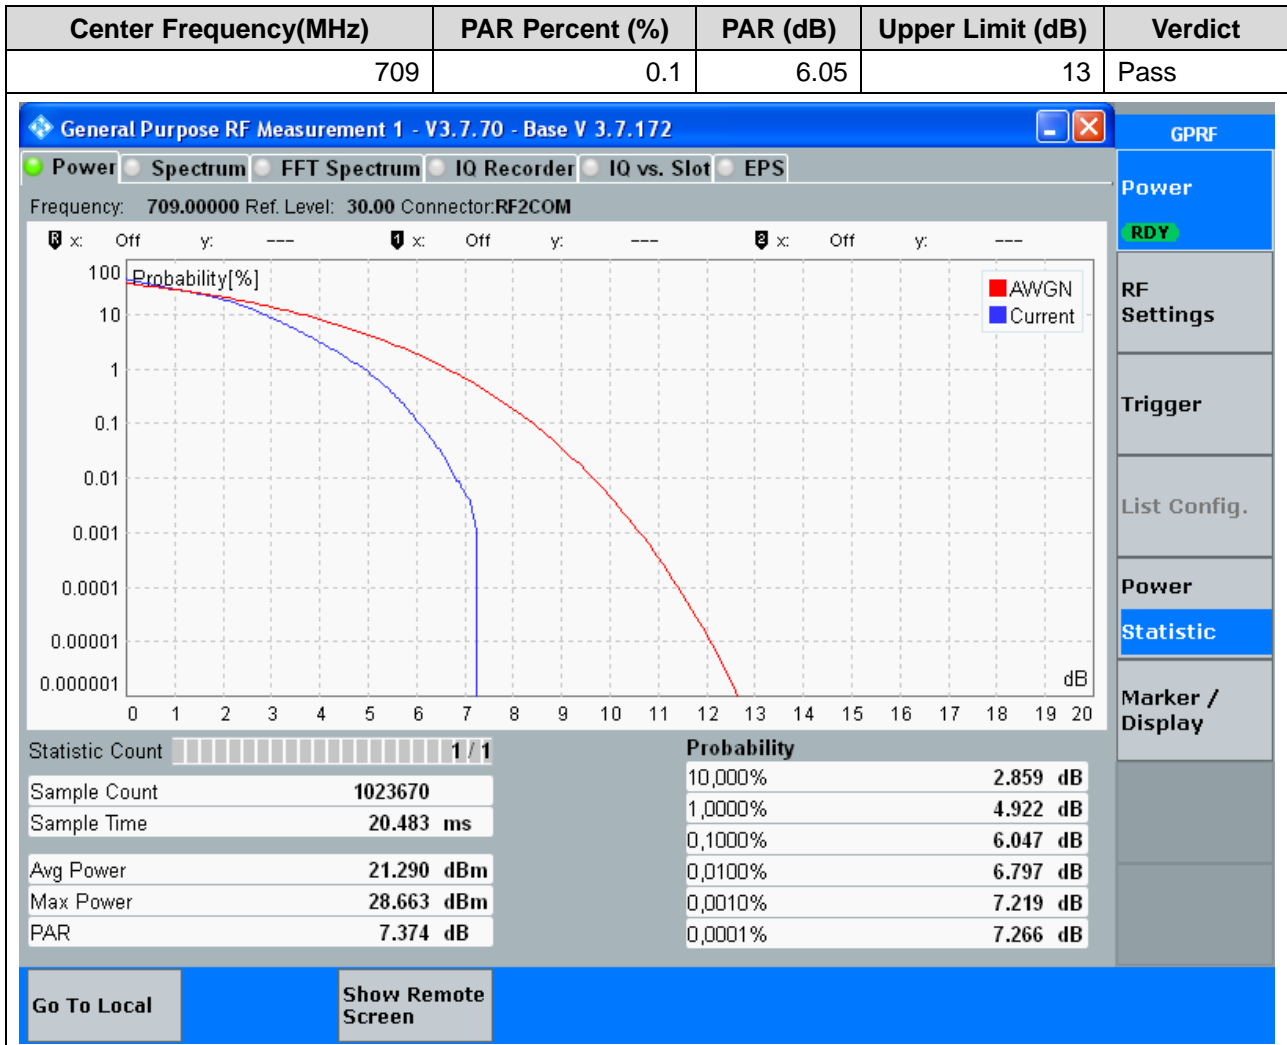 Center Frequency(MHz) PAR Percent (%) PAR (dB) Upper Limit (dB) Verdict
709 0.1 6.05 13 Pass
General Purpose RF Measurement 1 - V3.7.70 - Base V 3.7.172
GPRF
Power Spectrum FFT Spectrum IQ Recorder IQ vs. Slot EPS
Power
RDY
Frequency: 709.00000 Ref. Level: 30.00 Connector:RF2COM
R x: Off y: --- 1 x: Off y: --- 2 x: Off y: ---
Probability[%]
100
10
1
0.1
0.01
0.001
0.0001
0.00001
0.000001
AWGN
Current
dB
0 1 2 3 4 5 6 7 8 9 10 11 12 13 14 15 16 17 18 19 20
RF
Settings
Trigger
List Config.
Power
Statistic
Marker /
Display
Statistic Count 1 / 1
Sample Count 1023670
Sample Time 20.483 ms
Avg Power 21.290 dBm
Max Power 28.663 dBm
PAR 7.374 dB
Probability
10,000% 2.859 dB
1,0000% 4.922 dB
0,1000% 6.047 dB
0,0100% 6.797 dB
0,0010% 7.219 dB
0,0001% 7.266 dB
Go To Local
Show Remote
Screen